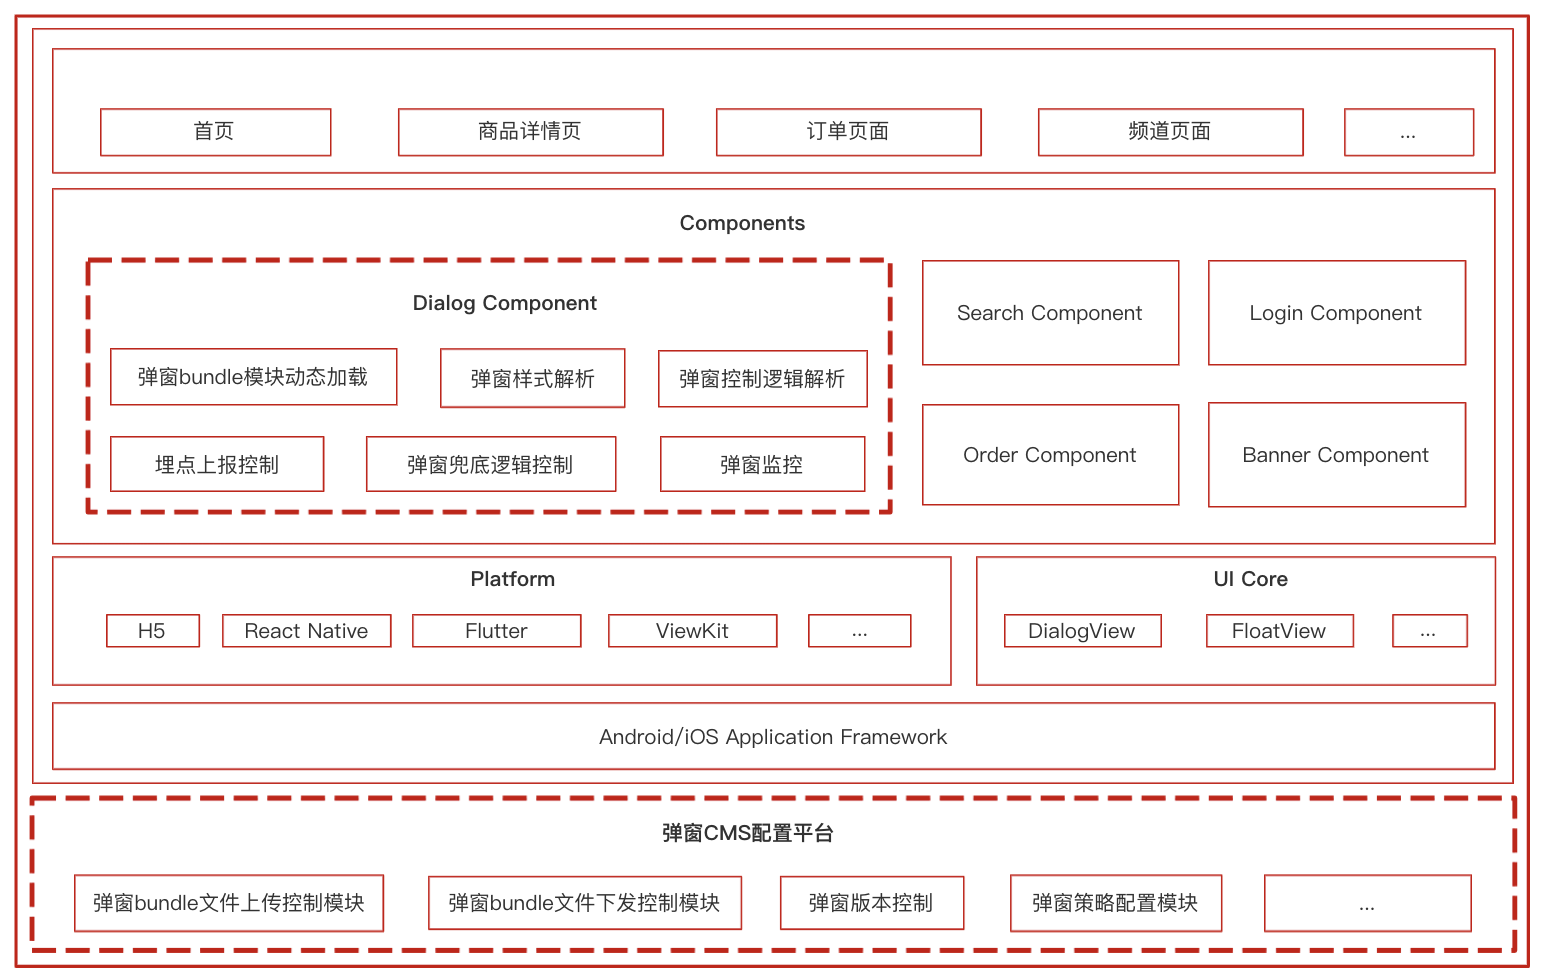 首页
商品详情页
订单页面
频道页面
...
Components
Dialog Component
弹窗bundle模块动态加载
弹窗样式解析
弹窗控制逻辑解析
埋点上报控制
弹窗兜底逻辑控制
弹窗监控
Search Component
Login Component
Order Component
Banner Component
Platform
H5
React Native
Flutter
ViewKit
...
UI Core
DialogView
FloatView
...
Android/iOS Application Framework
弹窗CMS配置平台
弹窗bundle文件上传控制模块
弹窗bundle文件下发控制模块
弹窗版本控制
弹窗策略配置模块
...